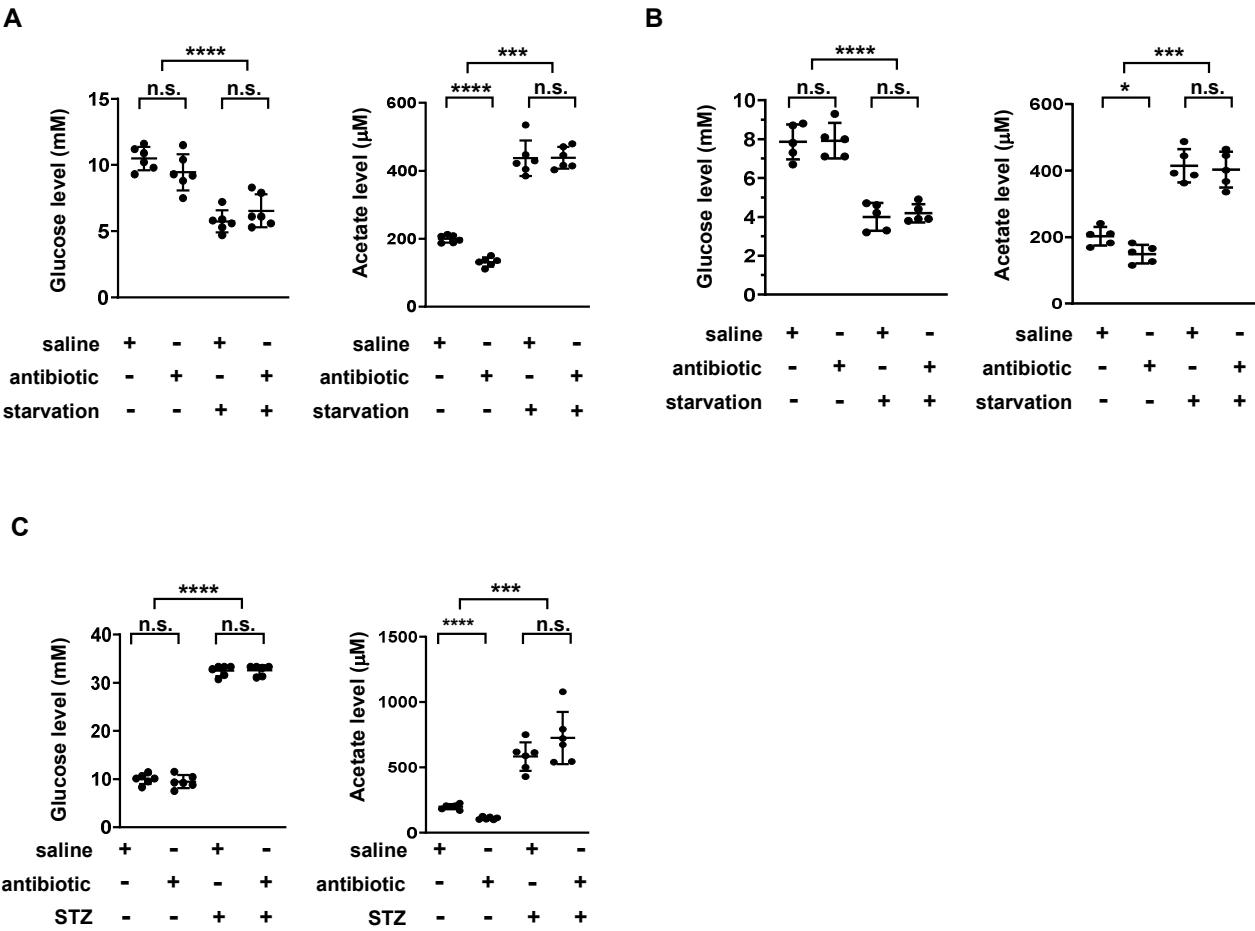 A
****
n.s. n.s.
Glucose level (mM)
15
10
5
0
saline + - + -
antibiotic - + - +
starvation - - + +
***
**** n.s.
Acetate level (μM)
600
400
200
0
saline + - + -
antibiotic - + - +
starvation - - + +
B
****
n.s. n.s.
Glucose level (mM)
10
8
6
4
2
0
saline + - + -
antibiotic - + - +
starvation - - + +
***
* n.s.
Acetate level (μM)
600
400
200
0
saline + - + -
antibiotic - + - +
starvation - - + +
C
****
n.s. n.s.
Glucose level (mM)
40
30
20
10
0
saline + - + -
antibiotic - + - +
STZ - - + +
***
**** n.s.
Acetate level (μM)
1500
1000
500
0
saline + - + -
antibiotic - + - +
STZ - - + +